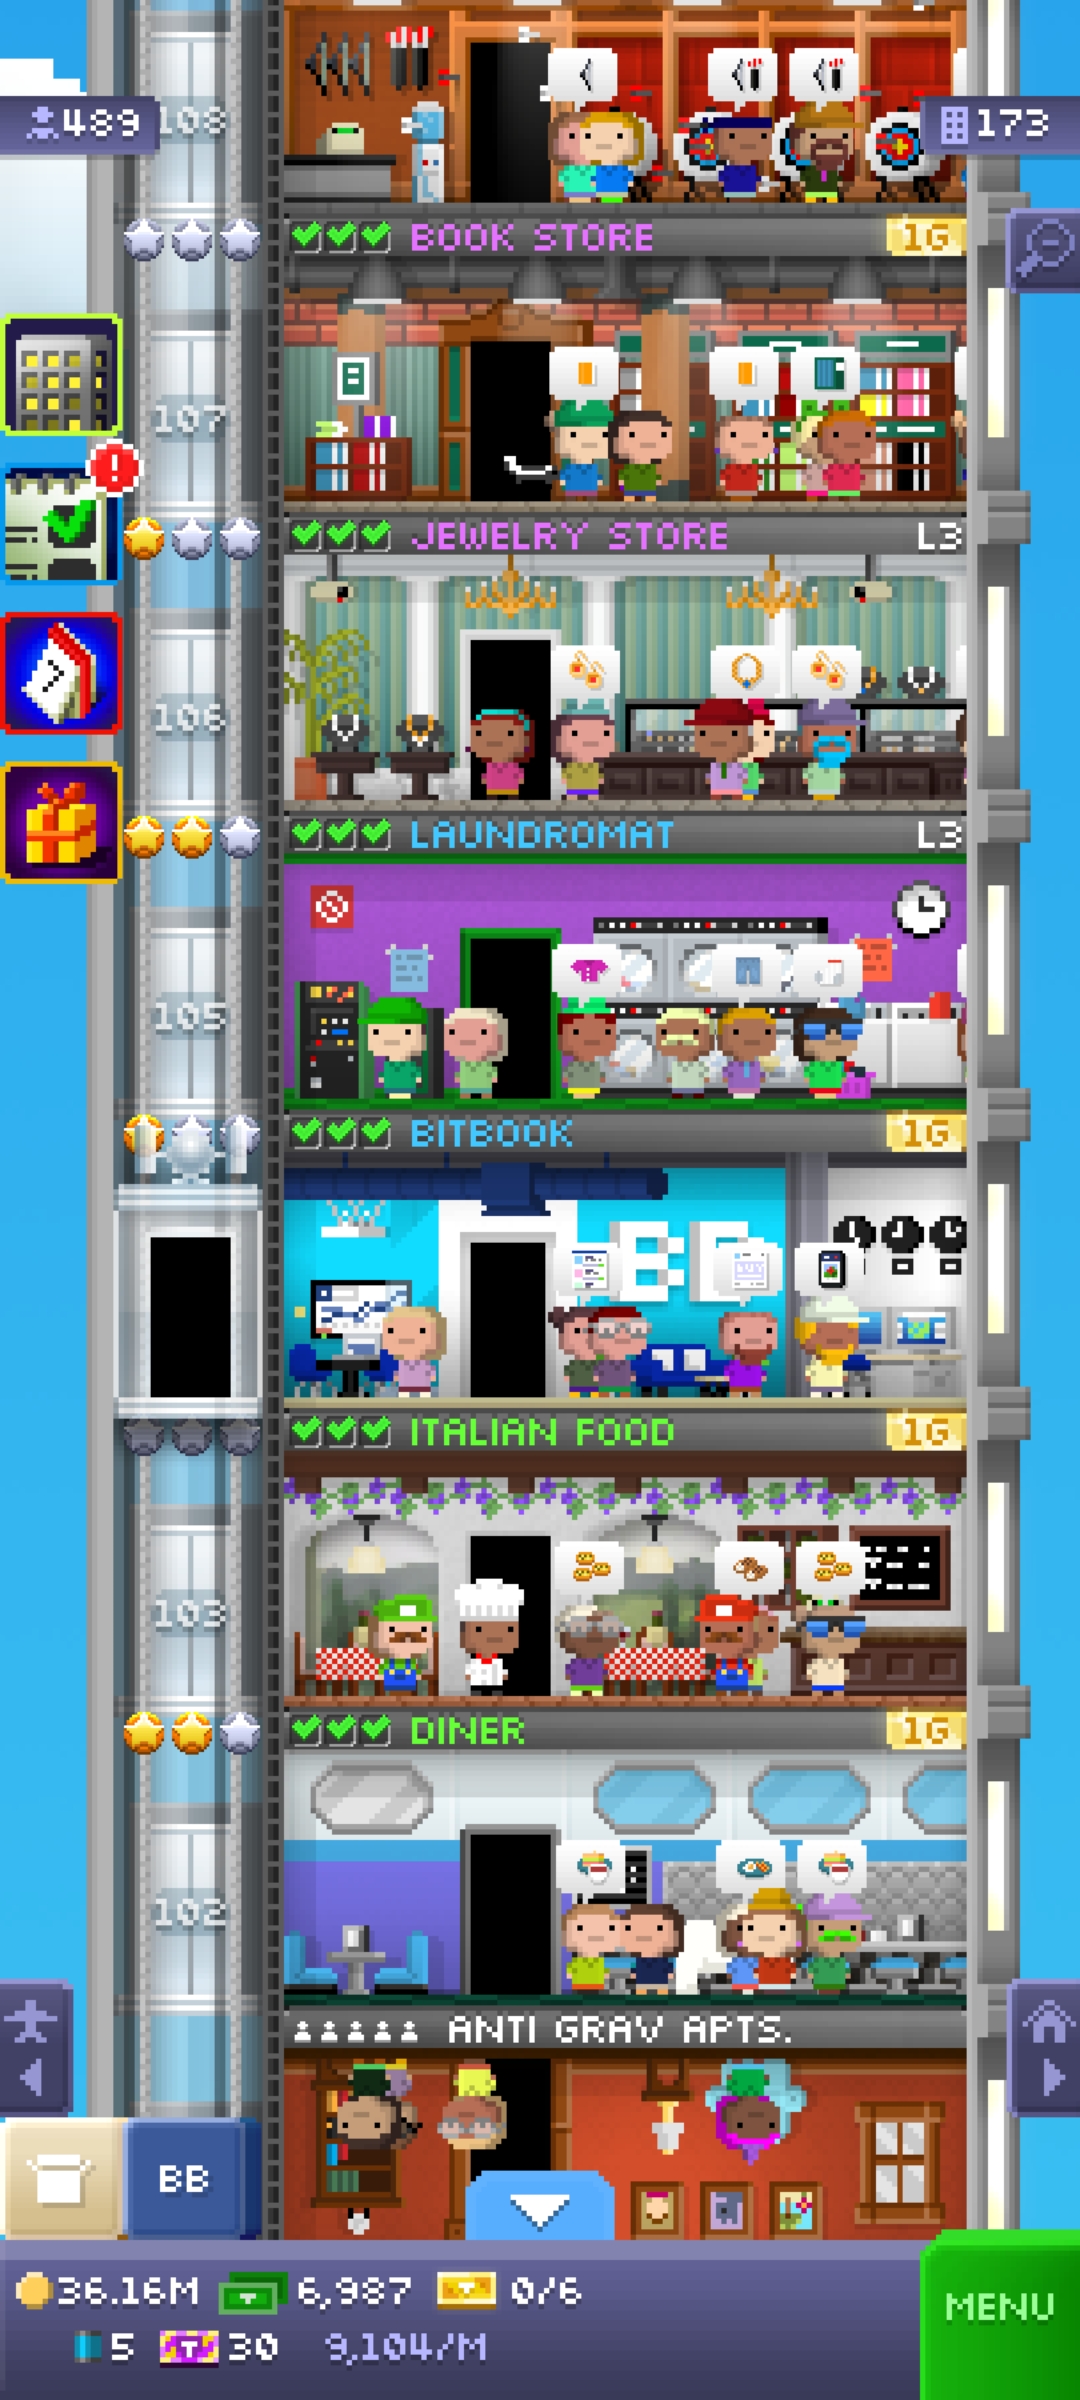 489
108
173
BOOK STORE 1G
107
JEWELRY STORE L3
106
LAUNDROMAT L3
105
BITBOOK 1G
BB
ITALIAN FOOD 1G
103
DINER 1G
102
ANTI GRAV APTS.
BB
36.16M 6,987 0/6
5 T 30 9,104/M
MENU